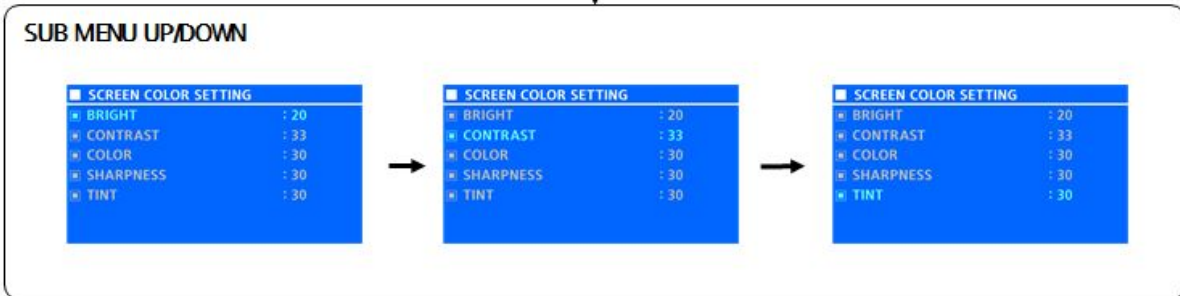 SUB MENU UP/DOWN
SCREEN COLOR SETTING
BRIGHT : 20
CONTRAST : 33
COLOR : 30
SHARPNESS : 30
TINT : 30
SCREEN COLOR SETTING
BRIGHT : 20
CONTRAST : 33
COLOR : 30
SHARPNESS : 30
TINT : 30
SCREEN COLOR SETTING
BRIGHT : 20
CONTRAST : 33
COLOR : 30
SHARPNESS : 30
TINT : 30